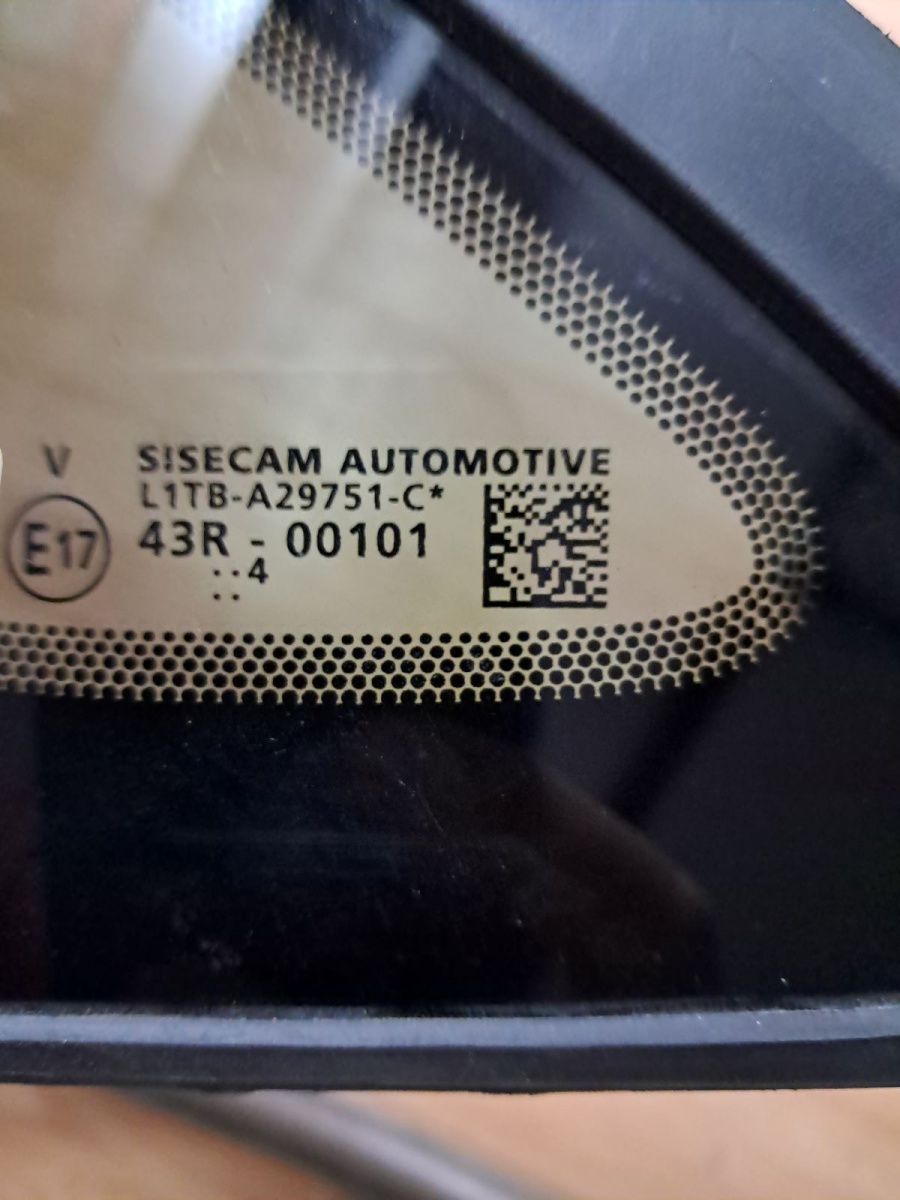 V SISECAM AUTOMOTIVE
L1TB-A29751-C*
E17 43R - 00101
..4
..